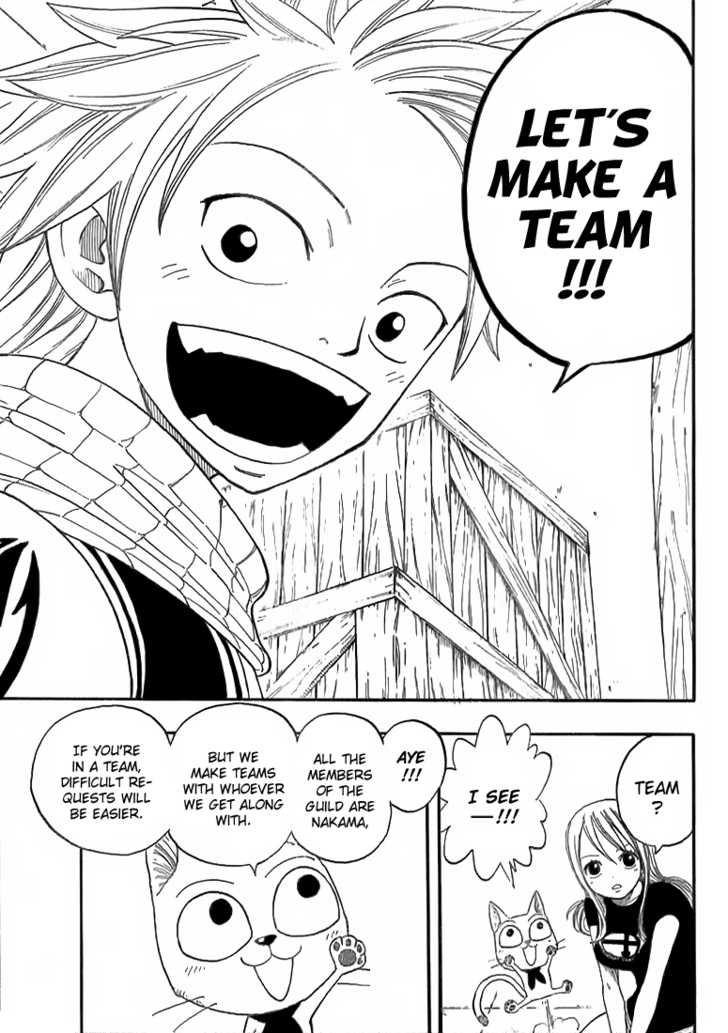 LET'S
MAKE A
TEAM
!!!
TEAM
?
I SEE
—!!!
AYE
!!!
ALL THE
MEMBERS
OF THE
GUILD ARE
NAKAMA,
BUT WE
MAKE TEAMS
WITH WHOEVER
WE GET ALONG
WITH.
IF YOU'RE
IN A TEAM,
DIFFICULT RE-
QUESTS WILL
BE EASIER.